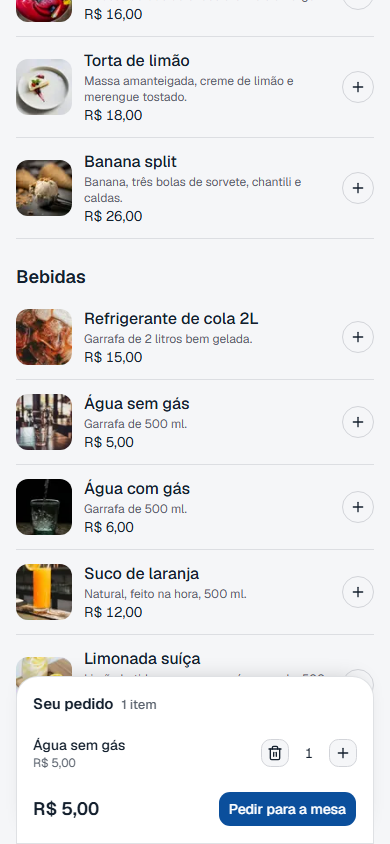 R$ 16,00
Torta de limão
Massa amanteigada, creme de limão e
merengue tostado.
R$ 18,00
Banana split
Banana, três bolas de sorvete, chantili e
caldas.
R$ 26,00
Bebidas
Refrigerante de cola 2L
Garrafa de 2 litros bem gelada.
R$ 15,00
Água sem gás
Garrafa de 500 ml.
R$ 5,00
Água com gás
Garrafa de 500 ml.
R$ 6,00
Suco de laranja
Natural, feito na hora, 500 ml.
R$ 12,00
Limonada suíça
Seu pedido 1 item
Água sem gás
R$ 5,00
1
R$ 5,00
Pedir para a mesa